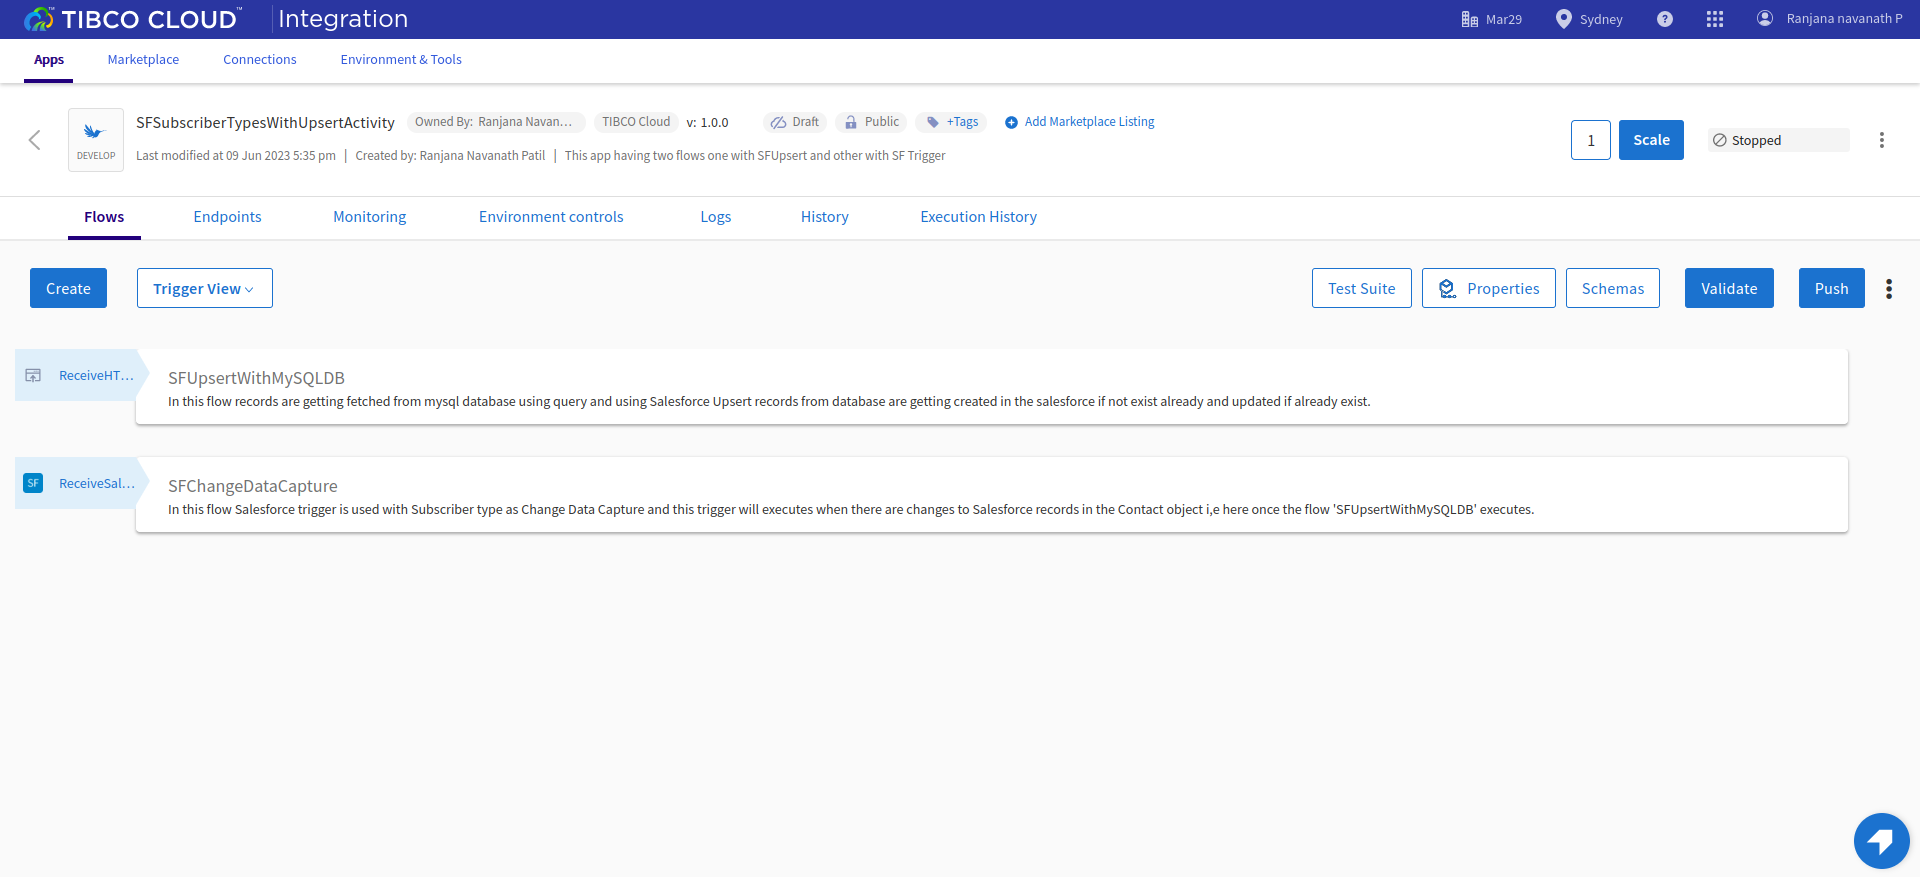 TIBCO CLOUD™ Integration
Mar29
Sydney
?
Ranjana navanath P
Apps
Marketplace
Connections
Environment & Tools
DEVELOP
SFSubscriberTypesWithUpsertActivity
Owned By: Ranjana Navan...
TIBCO Cloud
v: 1.0.0
Draft
Public
+Tags
Add Marketplace Listing
Last modified at 09 Jun 2023 5:35 pm | Created by: Ranjana Navanath Patil | This app having two flows one with SFUpsert and other with SF Trigger
1
Scale
Stopped
Flows
Endpoints
Monitoring
Environment controls
Logs
History
Execution History
Create
Trigger View
Test Suite
Properties
Schemas
Validate
Push
ReceiveHT...
SFUpsertWithMySQLDB
In this flow records are getting fetched from mysql database using query and using Salesforce Upsert records from database are getting created in the salesforce if not exist already and updated if already exist.
SF
ReceiveSal...
SFChangeDataCapture
In this flow Salesforce trigger is used with Subscriber type as Change Data Capture and this trigger will executes when there are changes to Salesforce records in the Contact object i,e here once the flow 'SFUpsertWithMySQLDB' executes.